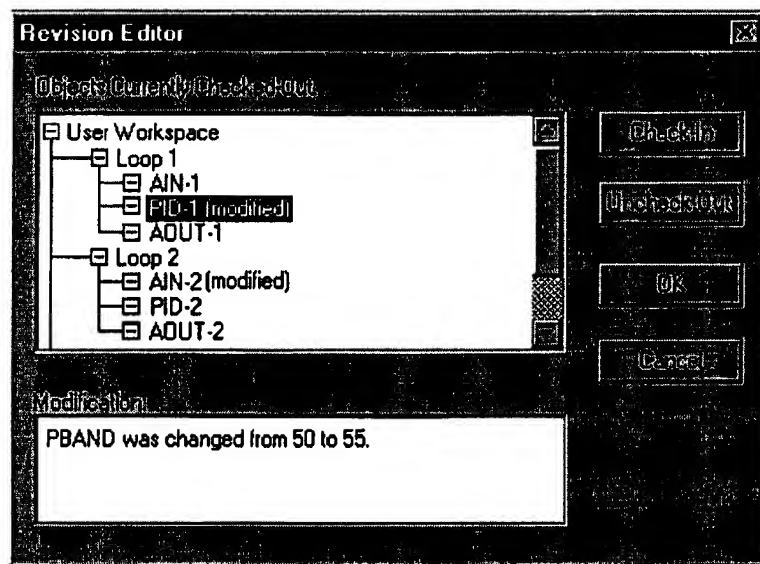 Revision Editor
Objects Currently Checked-Out
User Workspace
Loop 1
AIN-1
PID-1 (modified)
AOUT-1
Loop 2
AIN-2 (modified)
PID-2
AOUT-2
Check In
Uncheck Out
OK
Cancel
Modification
PBAND was changed from 50 to 55.